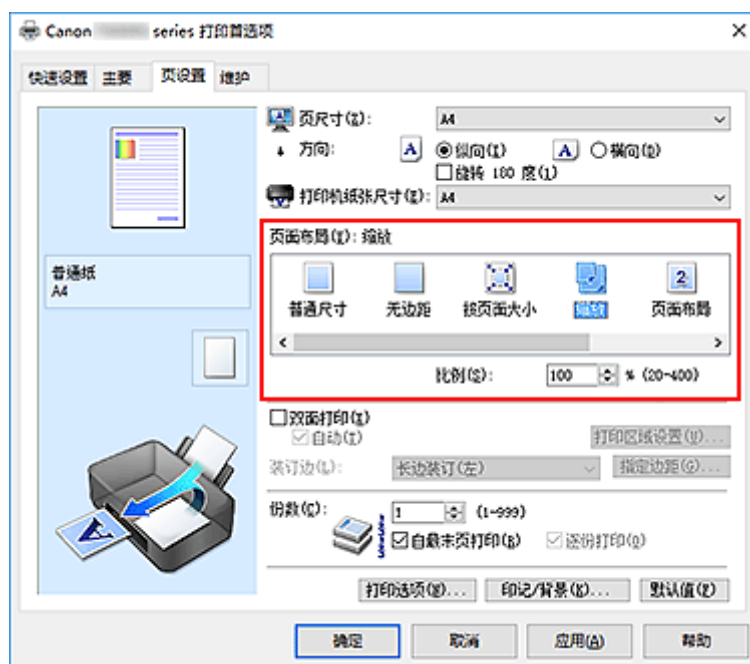 Canon series 打印首选项
快速设置 主要 页设置 维护
页尺寸(Z): A4
方向: A 纵向(I) A 横向(Q)
旋转 180 度(1)
打印机纸张尺寸(E): A4
页面布局(Y): 缩放
普通尺寸 无边距 按页面大小 缩放 2 页面布局
比例(S): 100 % (20-400)
普通纸
A4
双面打印(X)
自动(T)
打印区域设置(U)...
装订边(L): 长边装订(左) 指定边距(G)...
份数(C): 1 (1-999)
自最末页打印(R) 逐份打印(O)
打印选项(N)... 印记/背景(K)... 默认值(F)
确定 取消 应用(A) 帮助